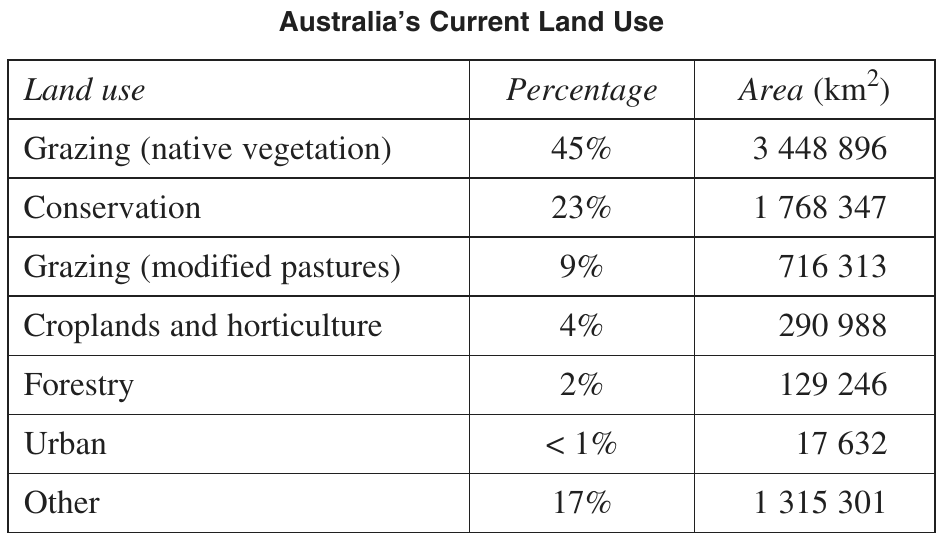 Australia’s Current Land Use
Land use Percentage Area (km²)
Grazing (native vegetation) 45% 3 448 896
Conservation 23% 1 768 347
Grazing (modified pastures) 9% 716 313
Croplands and horticulture 4% 290 988
Forestry 2% 129 246
Urban < 1% 17 632
Other 17% 1 315 301